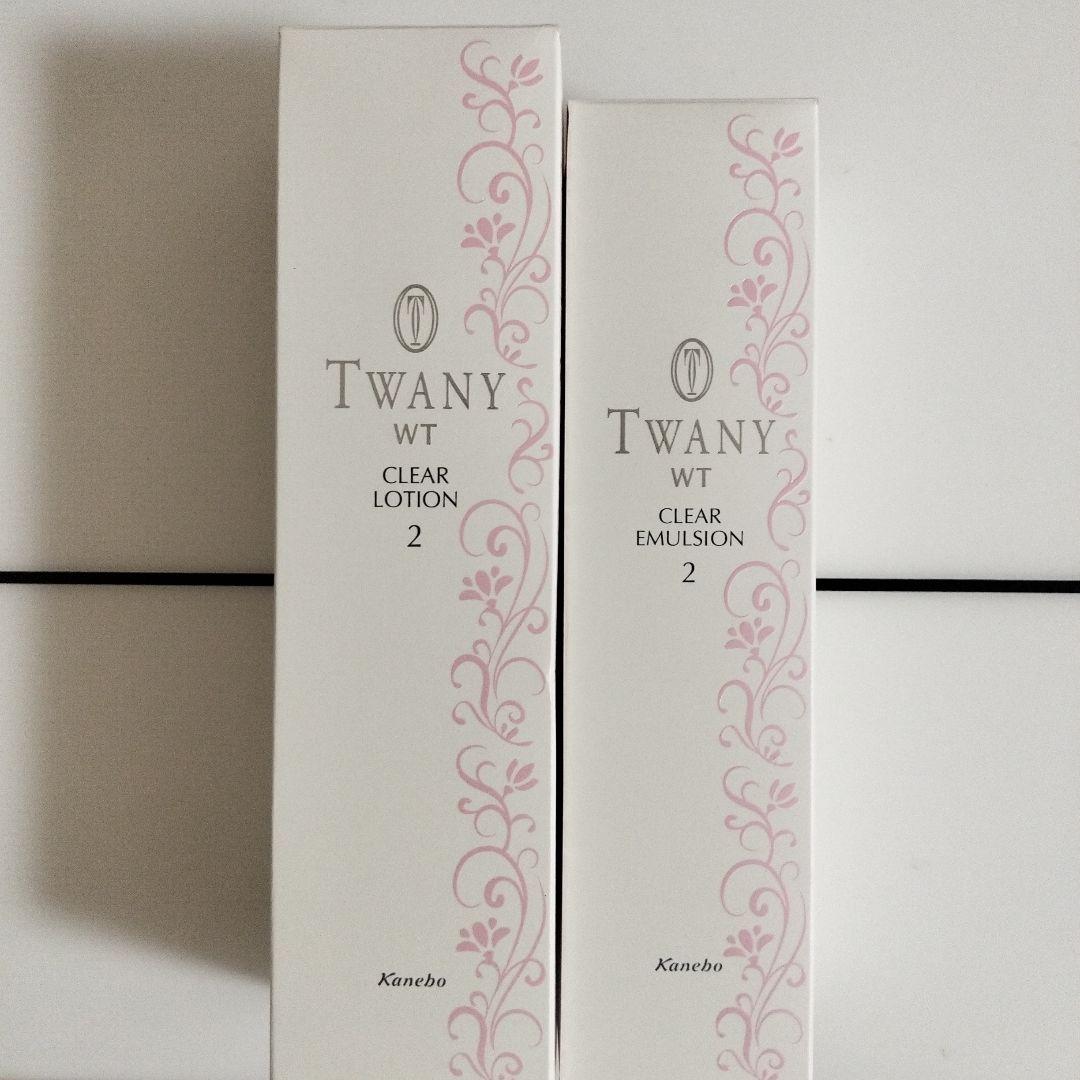 T
TWANY
WT
CLEAR
LOTION
2
Kanebo
T
TWANY
WT
CLEAR
EMULSION
2
Kanebo